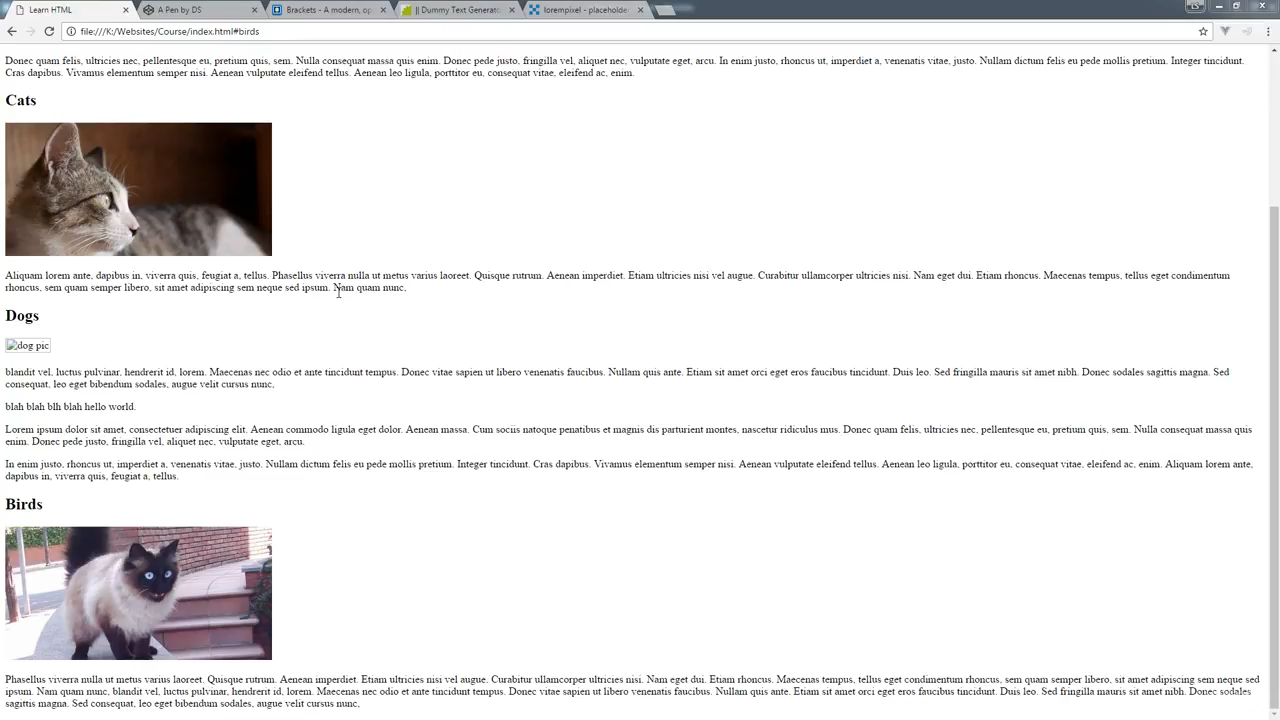 Learn HTML
A Pen by DS
Brackets - A modern, op
|| Dummy Text Generato
lorempixel - placeholde
file:///K:/Websites/Course/index.html#birds
Donec quam felis, ultricies nec, pellentesque eu, pretium quis, sem. Nulla consequat massa quis enim. Donec pede justo, fringilla vel, aliquet nec, vulputate eget, arcu. In enim justo, rhoncus ut, imperdiet a, venenatis vitae, justo. Nullam dictum felis eu pede mollis pretium. Integer tincidunt.
Cras dapibus. Vivamus elementum semper nisi. Aenean vulputate eleifend tellus. Aenean leo ligula, porttitor eu, consequat vitae, eleifend ac, enim.
Cats
Aliquam lorem ante, dapibus in, viverra quis, feugiat a, tellus. Phasellus viverra nulla ut metus varius laoreet. Quisque rutrum. Aenean imperdiet. Etiam ultricies nisi vel augue. Curabitur ullamcorper ultricies nisi. Nam eget dui. Etiam rhoncus. Maecenas tempus, tellus eget condimentum
rhoncus, sem quam semper libero, sit amet adipiscing sem neque sed ipsum. Nam quam nunc,
Dogs
dog pic
blandit vel, luctus pulvinar, hendrerit id, lorem. Maecenas nec odio et ante tincidunt tempus. Donec vitae sapien ut libero venenatis faucibus. Nullam quis ante. Etiam sit amet orci eget eros faucibus tincidunt. Duis leo. Sed fringilla mauris sit amet nibh. Donec sodales sagittis magna. Sed
consequat, leo eget bibendum sodales, augue velit cursus nunc,
blah blah blh blah hello world.
Lorem ipsum dolor sit amet, consectetuer adipiscing elit. Aenean commodo ligula eget dolor. Aenean massa. Cum sociis natoque penatibus et magnis dis parturient montes, nascetur ridiculus mus. Donec quam felis, ultricies nec, pellentesque eu, pretium quis, sem. Nulla consequat massa quis
enim. Donec pede justo, fringilla vel, aliquet nec, vulputate eget, arcu.
In enim justo, rhoncus ut, imperdiet a, venenatis vitae, justo. Nullam dictum felis eu pede mollis pretium. Integer tincidunt. Cras dapibus. Vivamus elementum semper nisi. Aenean vulputate eleifend tellus. Aenean leo ligula, porttitor eu, consequat vitae, eleifend ac, enim. Aliquam lorem ante,
dapibus in, viverra quis, feugiat a, tellus.
Birds
Phasellus viverra nulla ut metus varius laoreet. Quisque rutrum. Aenean imperdiet. Etiam ultricies nisi vel augue. Curabitur ullamcorper ultricies nisi. Nam eget dui. Etiam rhoncus. Maecenas tempus, tellus eget condimentum rhoncus, sem quam semper libero, sit amet adipiscing sem neque sed
ipsum. Nam quam nunc, blandit vel, luctus pulvinar, hendrerit id, lorem. Maecenas nec odio et ante tincidunt tempus. Donec vitae sapien ut libero venenatis faucibus. Nullam quis ante. Etiam sit amet orci eget eros faucibus tincidunt. Duis leo. Sed fringilla mauris sit amet nibh. Donec sodales
sagittis magna. Sed consequat, leo eget bibendum sodales, augue velit cursus nunc,